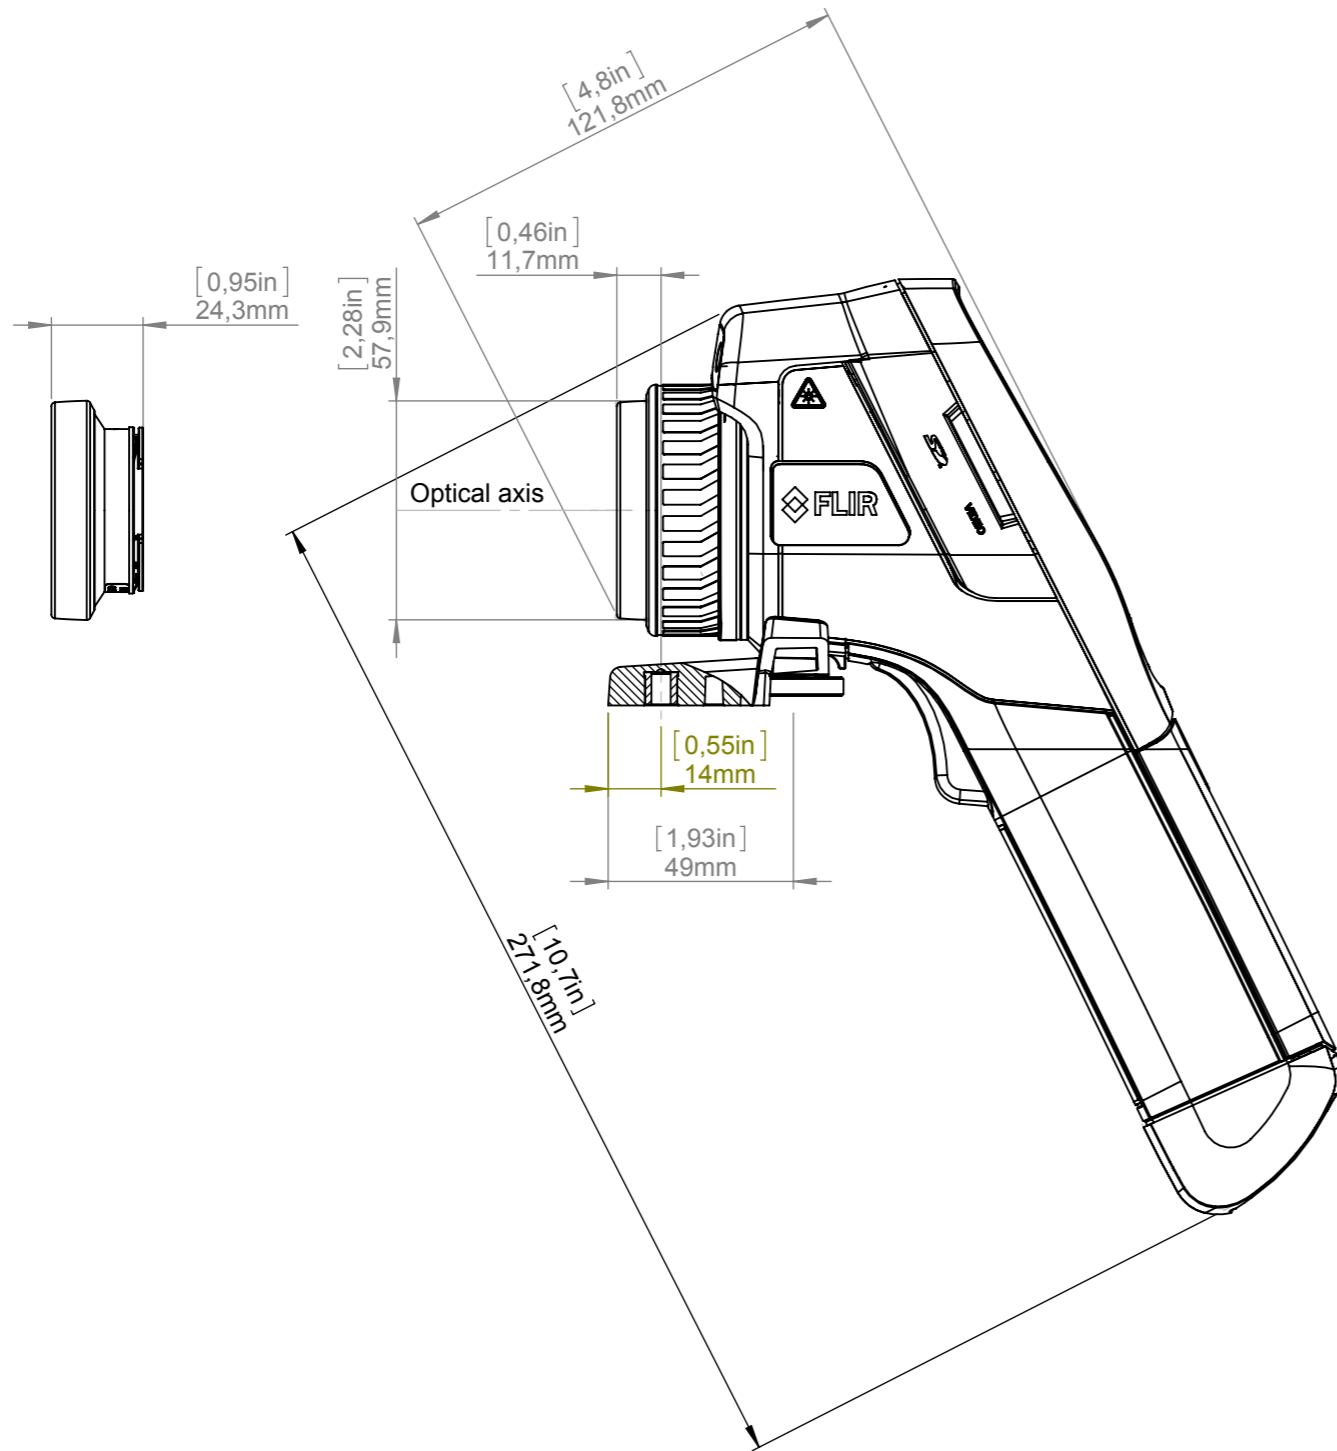 [4,8in]
121,8mm
[0,46in]
11,7mm
[0,95in]
24,3mm
[2,28in]
57,9mm
Optical axis
FLIR
VIDEO
[0,55in]
14mm
[1,93in]
49mm
[10,7in]
271,8mm